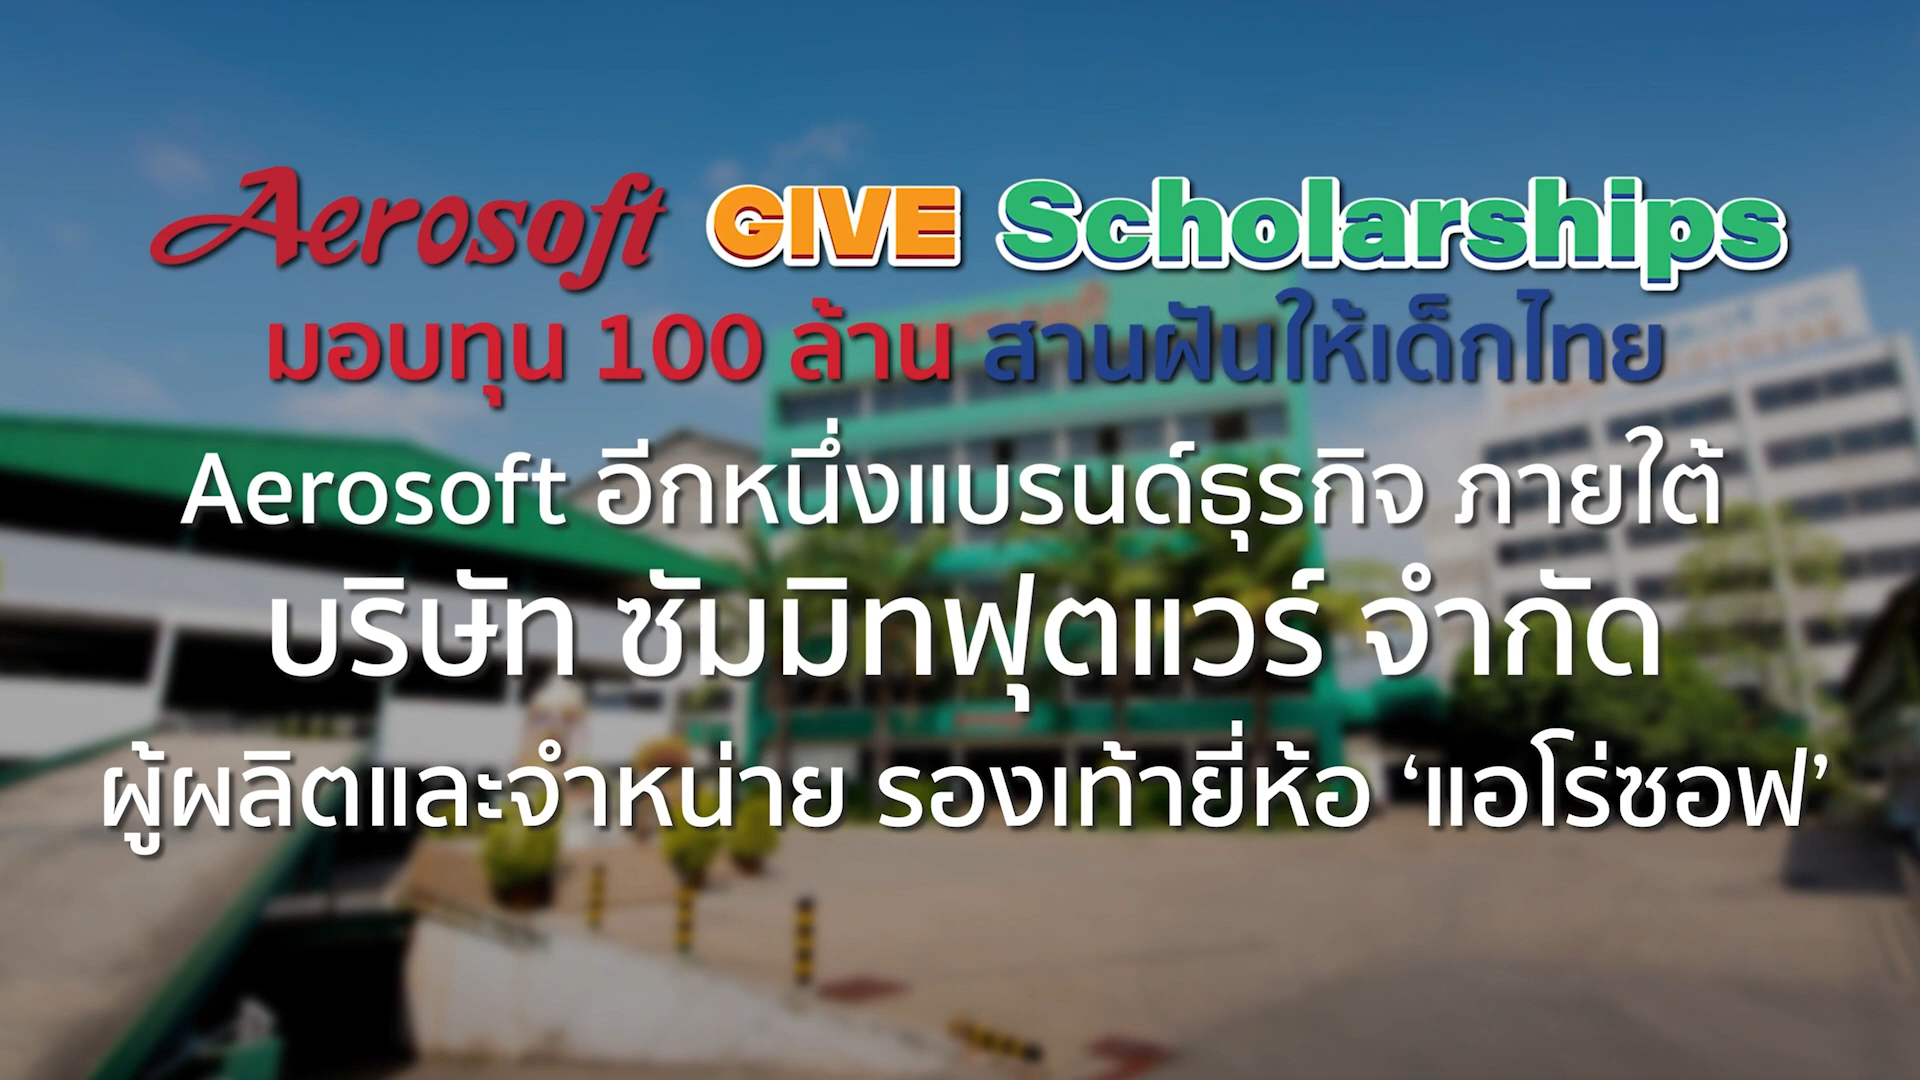 Aerosoft GIVE Scholarships
มอบทุน 100 ล้าน สานฝันให้เด็กไทย
Aerosoft อีกหนึ่งแบรนด์ธุรกิจ ภายใต้
บริษัท ซัมมิทฟุตแวร์ จำกัด
ผู้ผลิตและจำหน่าย รองเท้ายี่ห้อ ‘แอโร่ซอฟ’